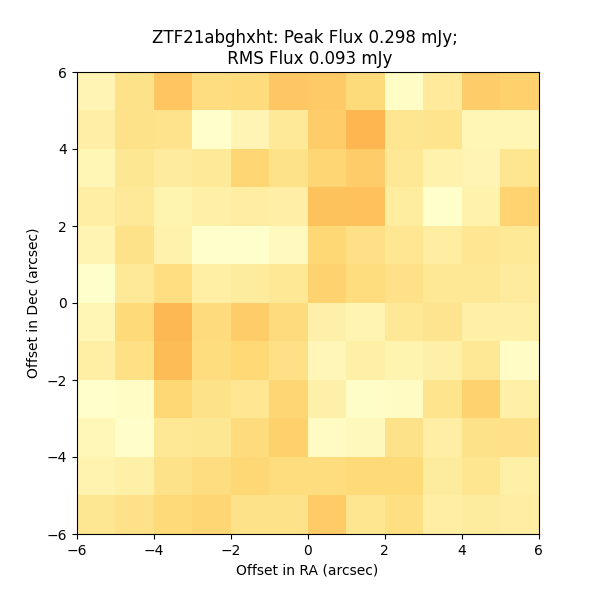 ZTF21abghxht: Peak Flux 0.298 mJy;
RMS Flux 0.093 mJy
6
4
2
0
−2
−4
−6
Offset in Dec (arcsec)
−6 −4 −2 0 2 4 6
Offset in RA (arcsec)